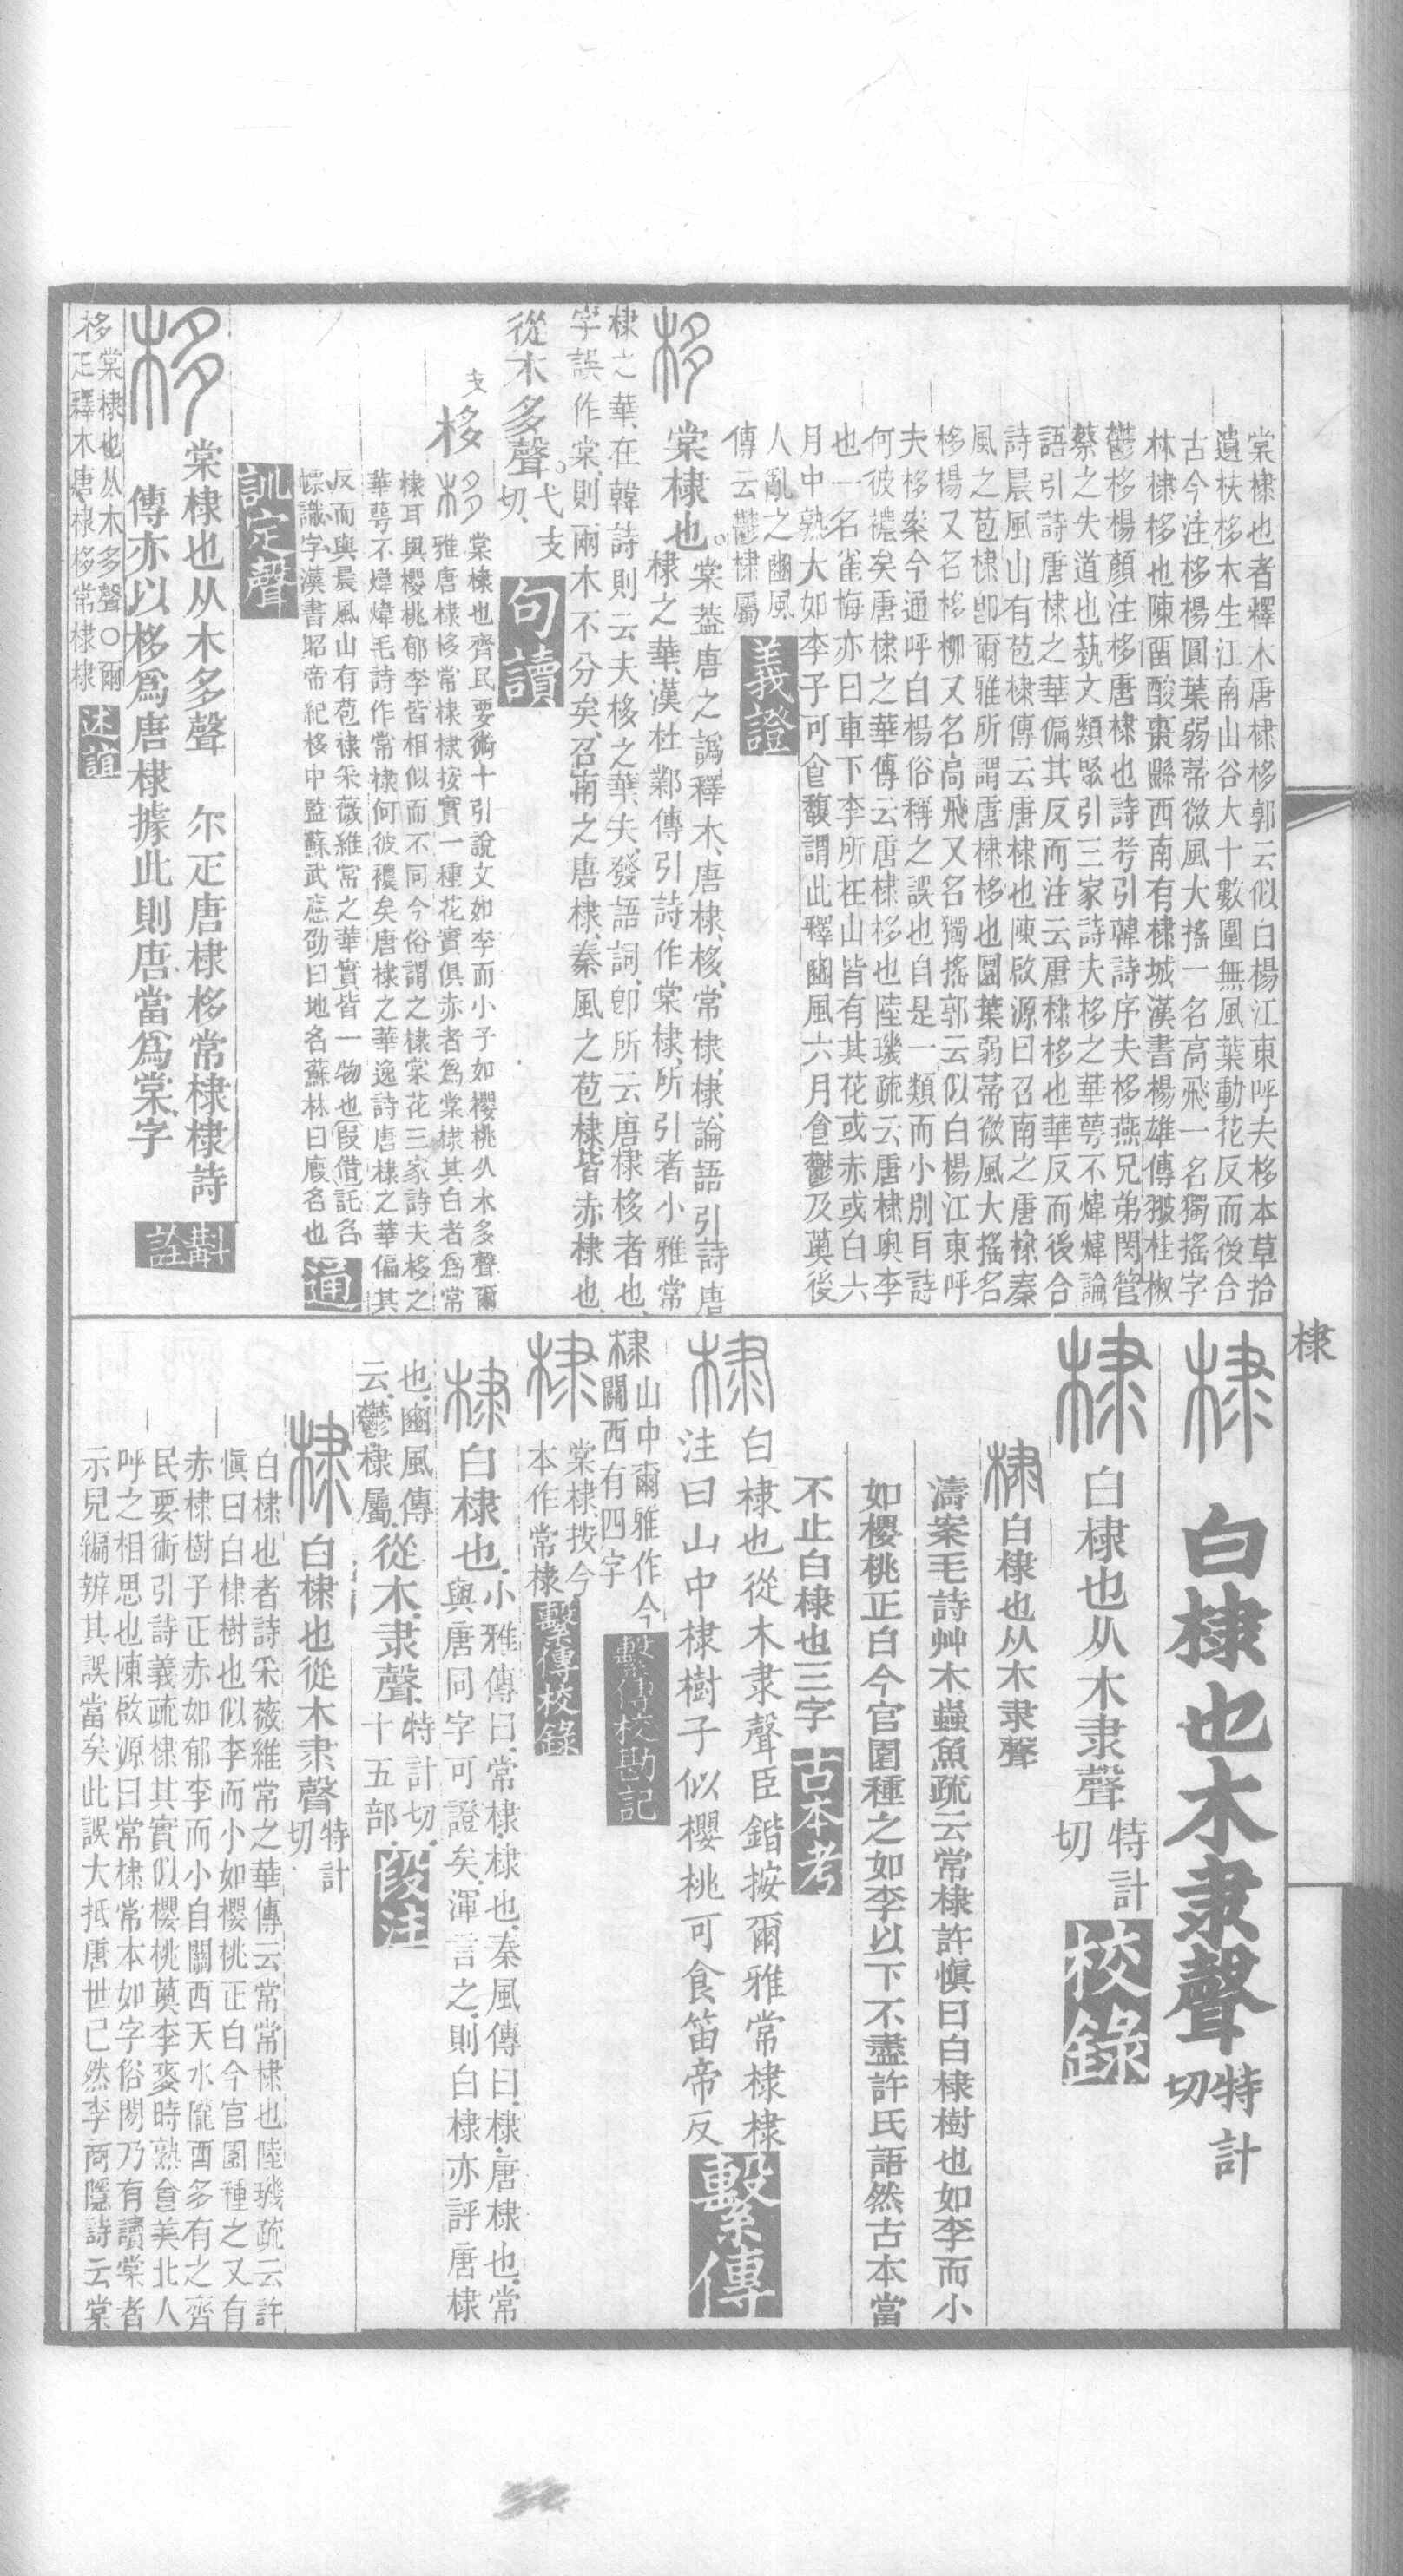 棠棣也者釋木唐棣栘郭云似白楊江東呼夫栘本草拾
遺枎栘木生江南山谷大十數圍無風葉動花反而後合
古今注栘楊圓葉弱蒂微風大搖一名高飛一名獨搖字
林棣栘也陳畱酸棗縣西南有棣城漢書楊雄傳被桂椒
鬱栘楊顏注栘唐棣也詩考引韓詩序夫栘燕兄弟閔管
蔡之失道也埶文類聚引三家詩夫栘之華萼不煒煒論
語引詩唐棣之華偏其反而注云唐棣栘也華反而後合
詩晨風山有苞棣傳云唐棣也陳啟源曰召南之唐棣秦
風之苞棣卽爾雅所謂唐棣栘也圓葉弱蒂微風大搖名
栘楊又名栘柳又名高飛又名獨搖郭云似白楊江東呼
夫栘案今通呼白楊俗稱之誤也自是一類而小別耳詩
何彼襛矣唐棣之華傳云唐棣栘也陸璣疏云唐棣奧李
也一名雀梅亦曰車下李所在山皆有其花或赤或白六
月中熟大如李子可食馥謂此釋豳風六月食鬱及薁後
人亂之豳風
傳云鬱棣屬
義證
栘 棠棣也。棠葢唐之譌釋木、唐棣、栘、常棣、棣、論語引詩唐
棣之華、漢杜鄴傳引詩作棠棣、所引者小雅常
棣之華、在韓詩則云夫栘之華、夫、發語詞、卽所云唐棣栘者也、
字誤作棠、則兩木不分矣、召南之唐棣、秦風之苞棣、皆赤棣也、
從木多聲。弋支切、
句讀
支
栘
栘 棠棣也齊民要術十引說文如李而小子如櫻桃从木多聲爾
雅唐棣栘常棣棣按實一種花實俱赤者爲棠棣其白者爲常
棣耳與櫻桃郁李皆相似而不同今俗謂之棣棠花三家詩夫栘之
華萼不煒煒毛詩作常棣何彼襛矣唐棣之華逸詩唐棣之華偏其
反而與晨風山有苞棣采薇維常之華實皆一物也叚借託名
幖識字漢書昭帝紀栘中監蘇武應劭曰地名蘇林曰廄名也
通訓定聲
栘 棠棣也从木多聲 尔疋唐棣栘常棣棣詩
傳亦以栘爲唐棣據此則唐當爲棠字
斠詮
棠棣也从木多聲○爾
栘疋釋木唐棣栘常棣棣
述誼
棣
棣 白棣也木隶聲特計切
棣 白棣也从木隶聲特計切
校錄
棣 白棣也从木隶聲
濤案毛詩艸木蟲魚疏云常棣許愼曰白棣樹也如李而小
如櫻桃正白今官園種之如李以下不盡許氏語然古本當
不止白棣也三字
古本考
棣 白棣也從木隶聲臣鍇按爾雅常棣棣
注曰山中棣樹子似櫻桃可食笛帝反
繫傳
棣山中爾雅作今
關西有四字
繫傳校勘記
棣 棠棣按今
本作常棣
繫傳校錄
棣 白棣也.小雅傳曰.常棣.棣也.秦風傳曰.棣.唐棣也.常
與唐同字可證矣.渾言之.則白棣亦評唐棣
也.豳風傳
云.鬱.棣屬.從木.隶聲.特計切.十五部.
段注
棣 白棣也從木隶聲特計切
白棣也者詩采薇維常之華傳云常常棣也陸璣疏云許
愼曰白棣樹也似李而小如櫻桃正白今官園種之又有
赤棣樹子正赤如郁李而小自關西天水隴西多有之齊
民要術引詩義疏棣其實似櫻桃薁李麥時熟食美北人
呼之相思也陳啟源曰常棣常本如字俗閒乃有讀棠者
示兒編辨其誤當矣此誤大抵唐世已然李商隱詩云棠